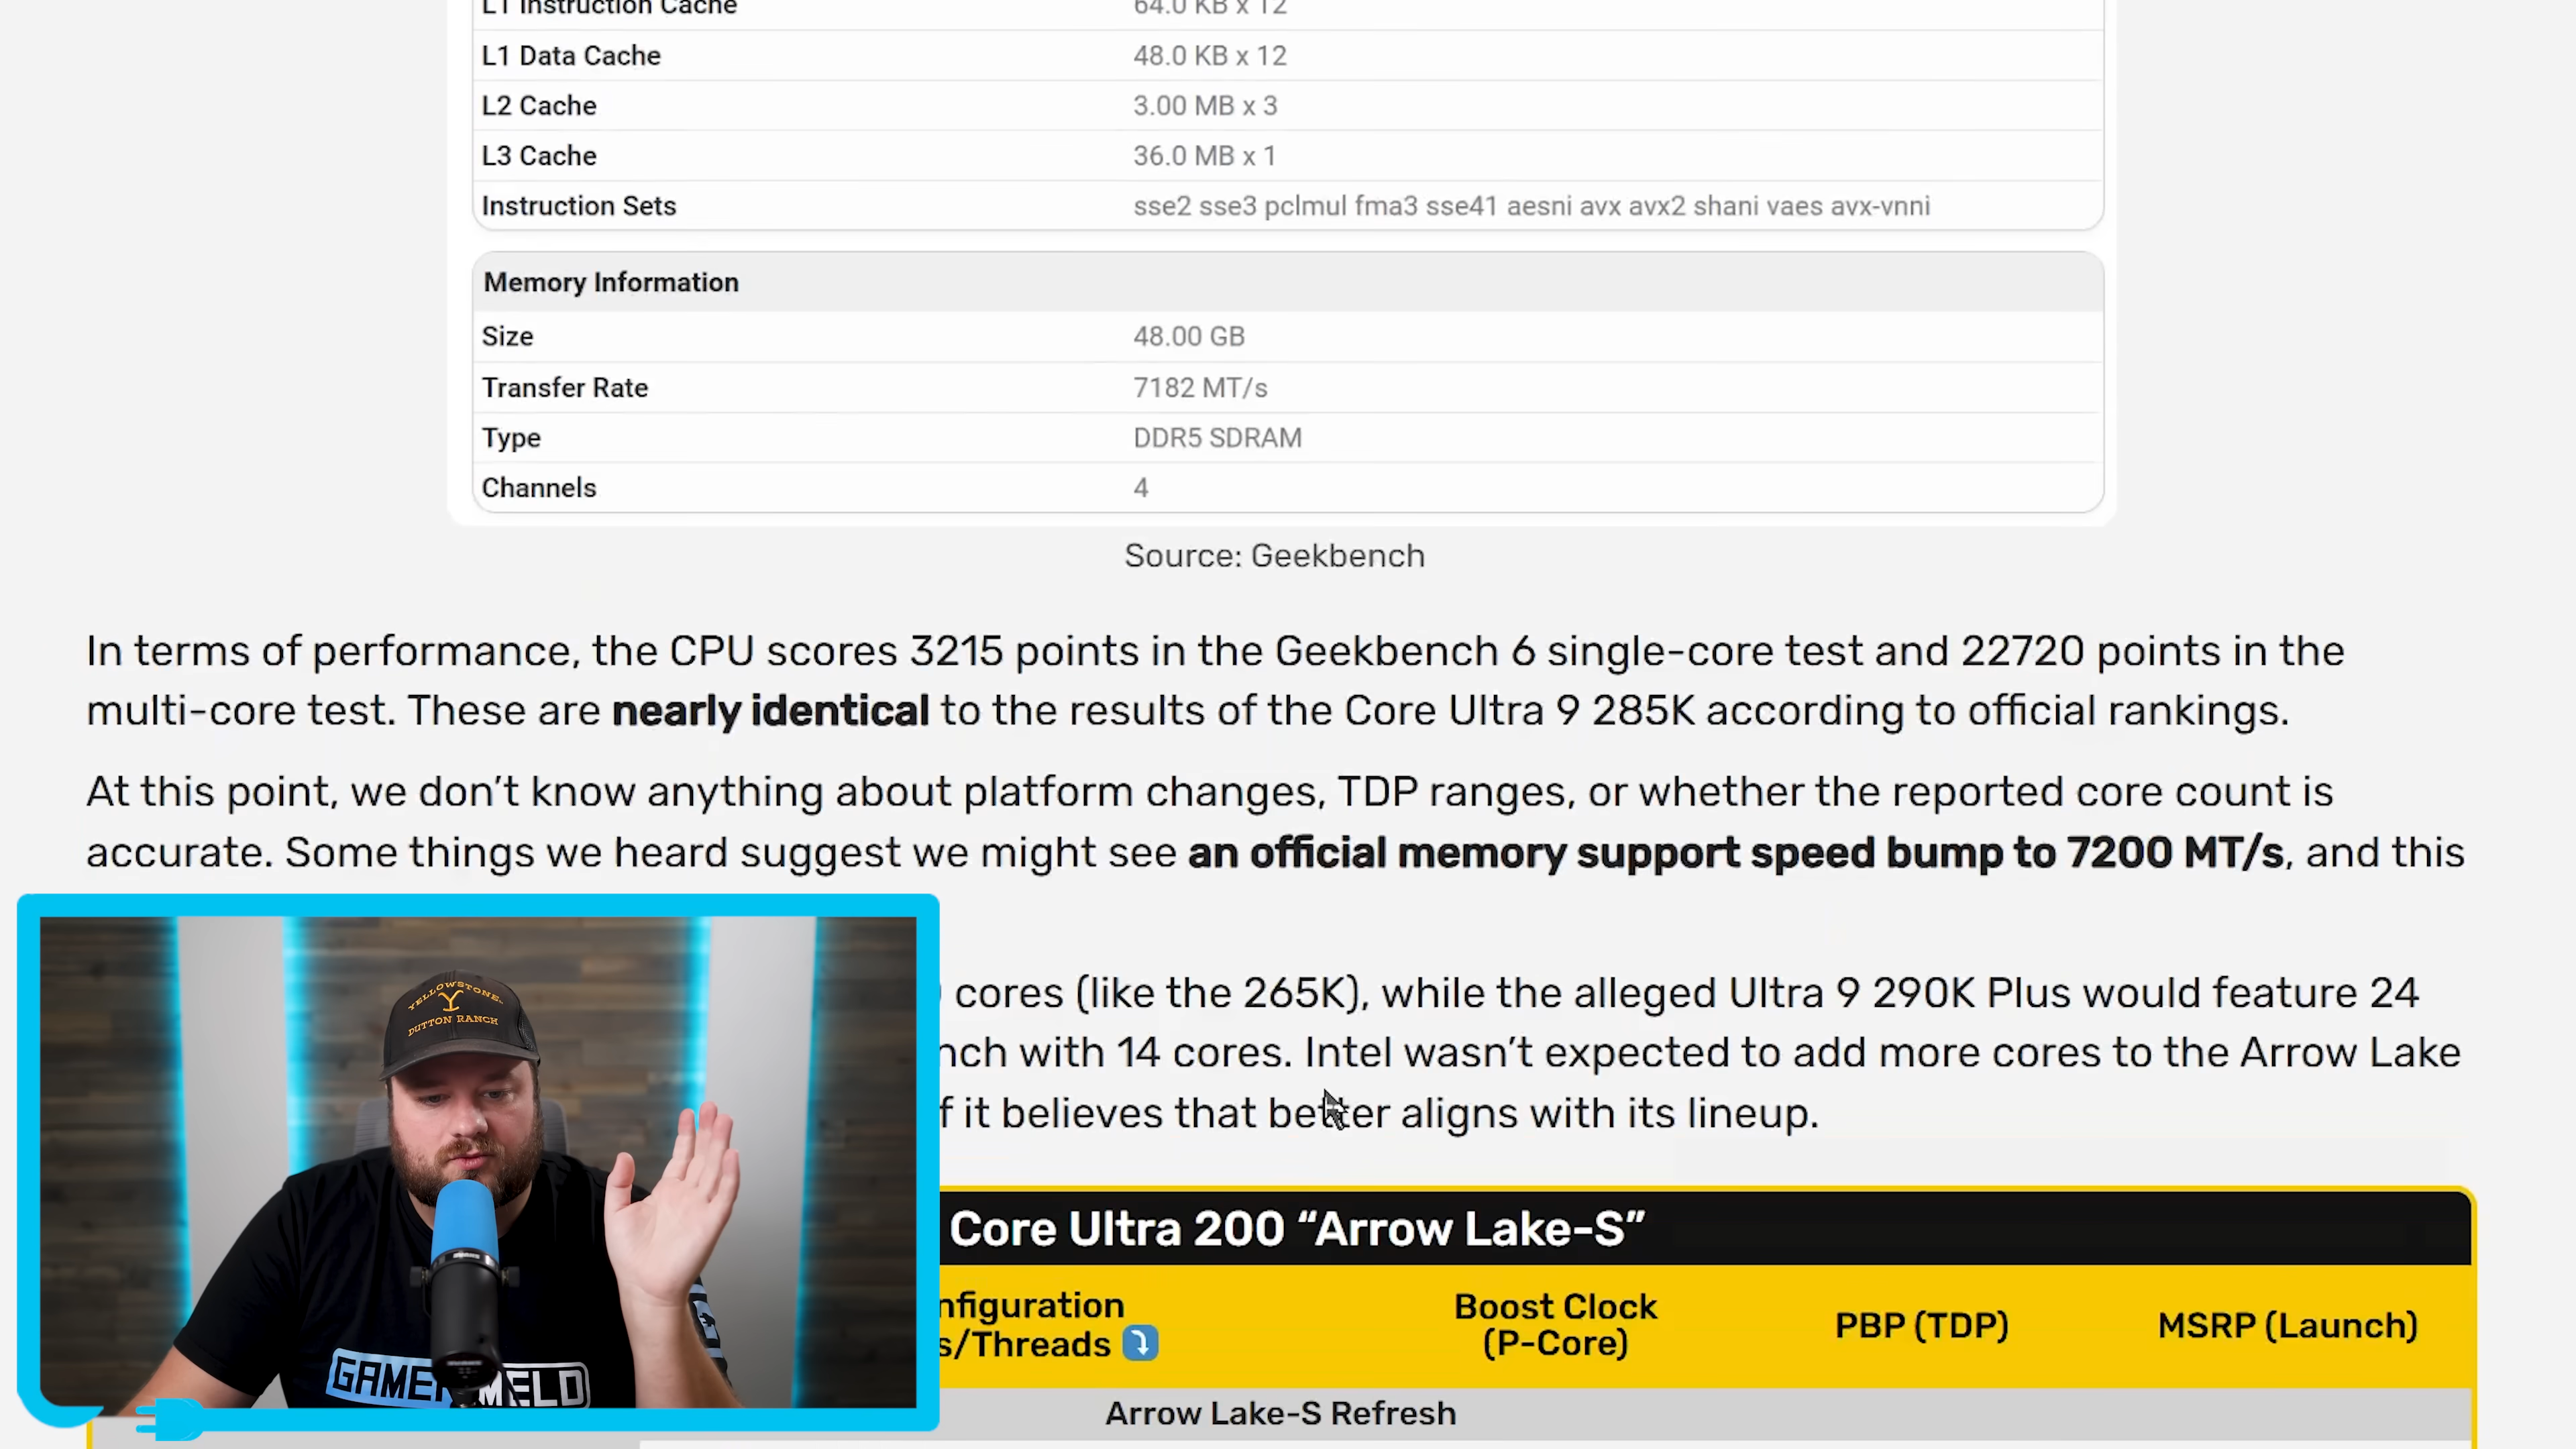 L1 Instruction Cache 64.0 KB x 12
L1 Data Cache 48.0 KB x 12
L2 Cache 3.00 MB x 3
L3 Cache 36.0 MB x 1
Instruction Sets sse2 sse3 pclmul fma3 sse41 aesni avx avx2 shani vaes avx-vnni
Memory Information
Size 48.00 GB
Transfer Rate 7182 MT/s
Type DDR5 SDRAM
Channels 4
Source: Geekbench
In terms of performance, the CPU scores 3215 points in the Geekbench 6 single-core test and 22720 points in the
multi-core test. These are nearly identical to the results of the Core Ultra 9 285K according to official rankings.
At this point, we don't know anything about platform changes, TDP ranges, or whether the reported core count is
accurate. Some things we heard suggest we might see an official memory support speed bump to 7200 MT/s, and this
cores (like the 265K), while the alleged Ultra 9 290K Plus would feature 24
nch with 14 cores. Intel wasn't expected to add more cores to the Arrow Lake
f it believes that better aligns with its lineup.
Core Ultra 200 “Arrow Lake-S”
nfiguration
s/Threads
Boost Clock
(P-Core)
PBP (TDP)
MSRP (Launch)
Arrow Lake-S Refresh
YELLOWSTONE
Y
DUTTON RANCH
GAME MELD